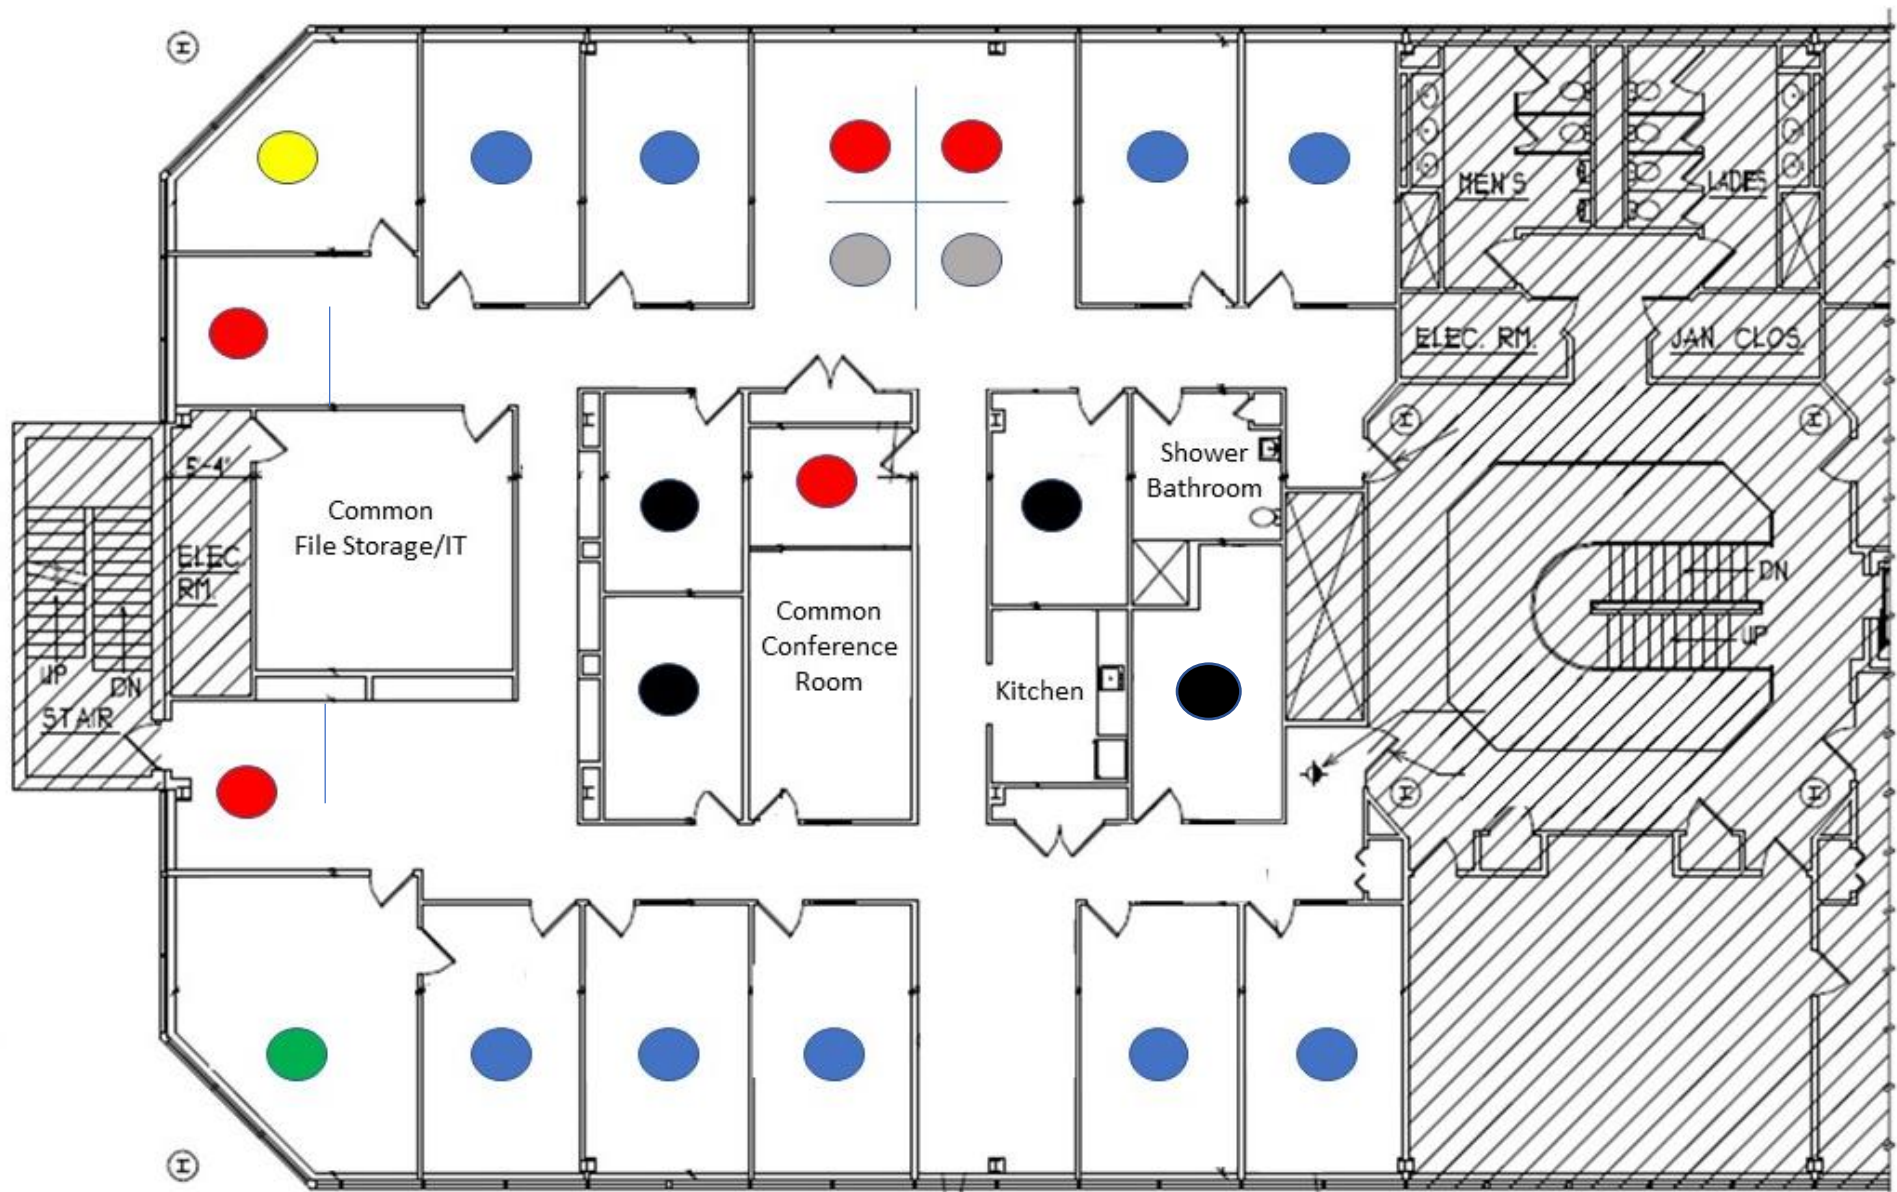 MEN'S
LADES
ELEC. RM.
JAN. CLOS.
5'-4"
Shower
Bathroom
Common
File Storage/IT
ELEC.
RM.
DN
UP
Common
Conference
Room
Kitchen
UP
DN
STAIR